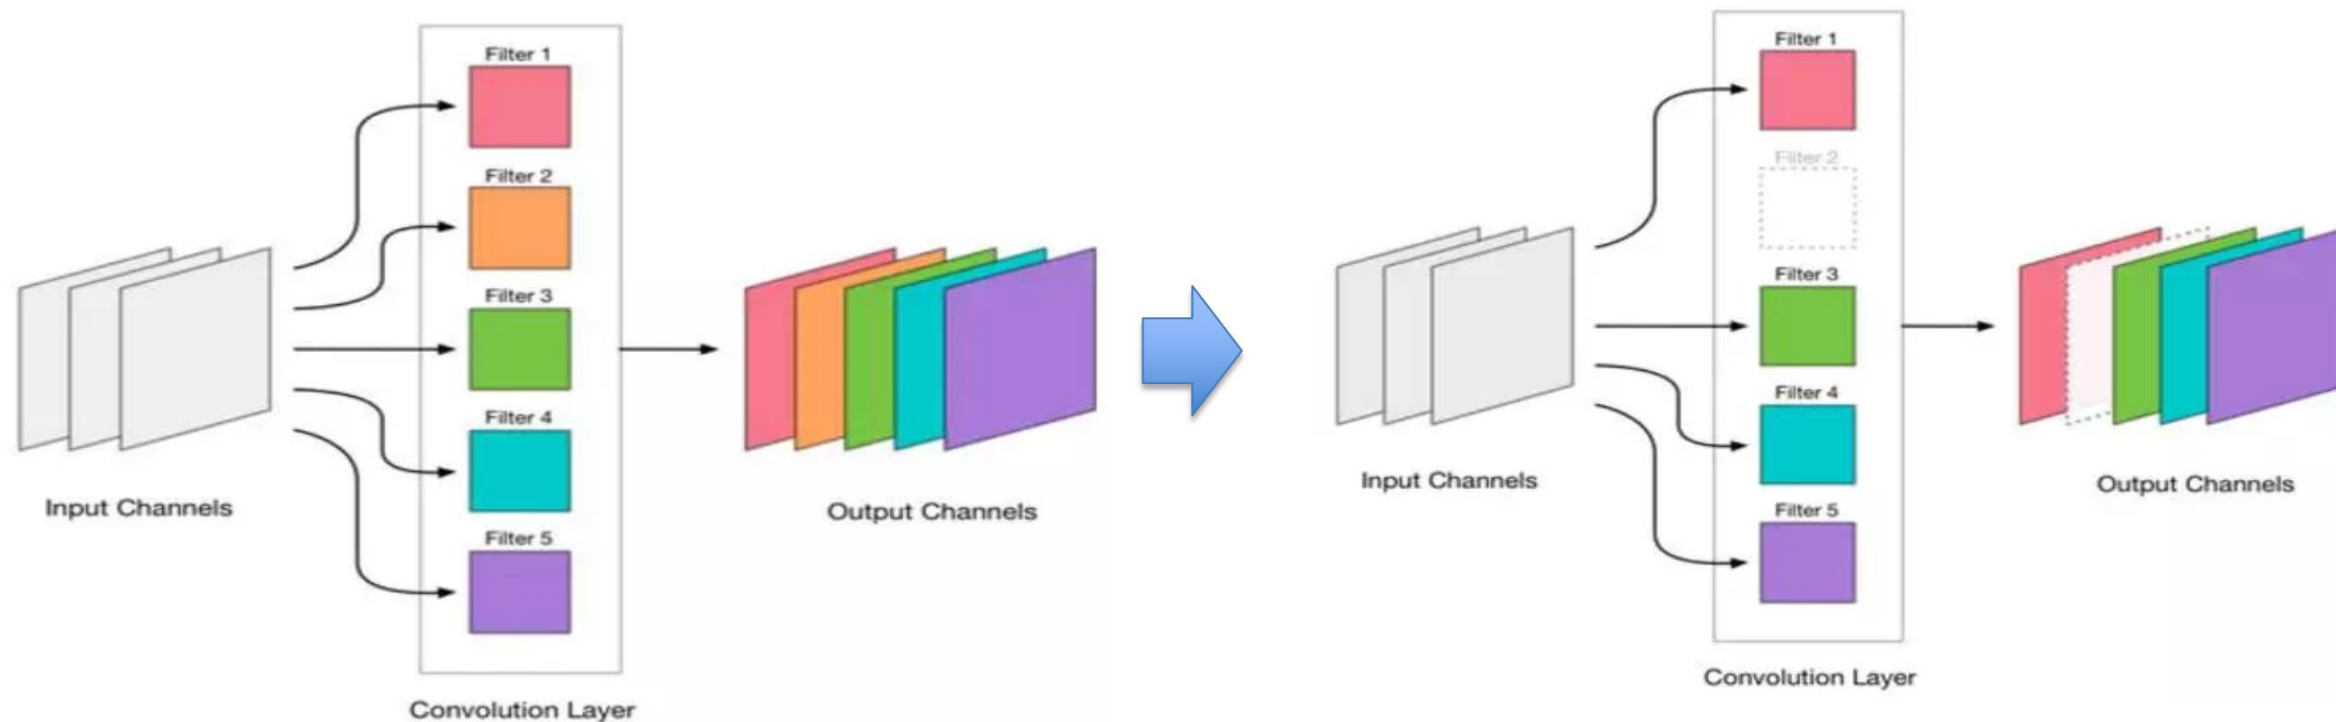 Filter 1
Filter 2
Filter 3
Filter 4
Filter 5
Input Channels
Output Channels
Convolution Layer
Filter 1
Filter 2
Filter 3
Filter 4
Filter 5
Input Channels
Output Channels
Convolution Layer